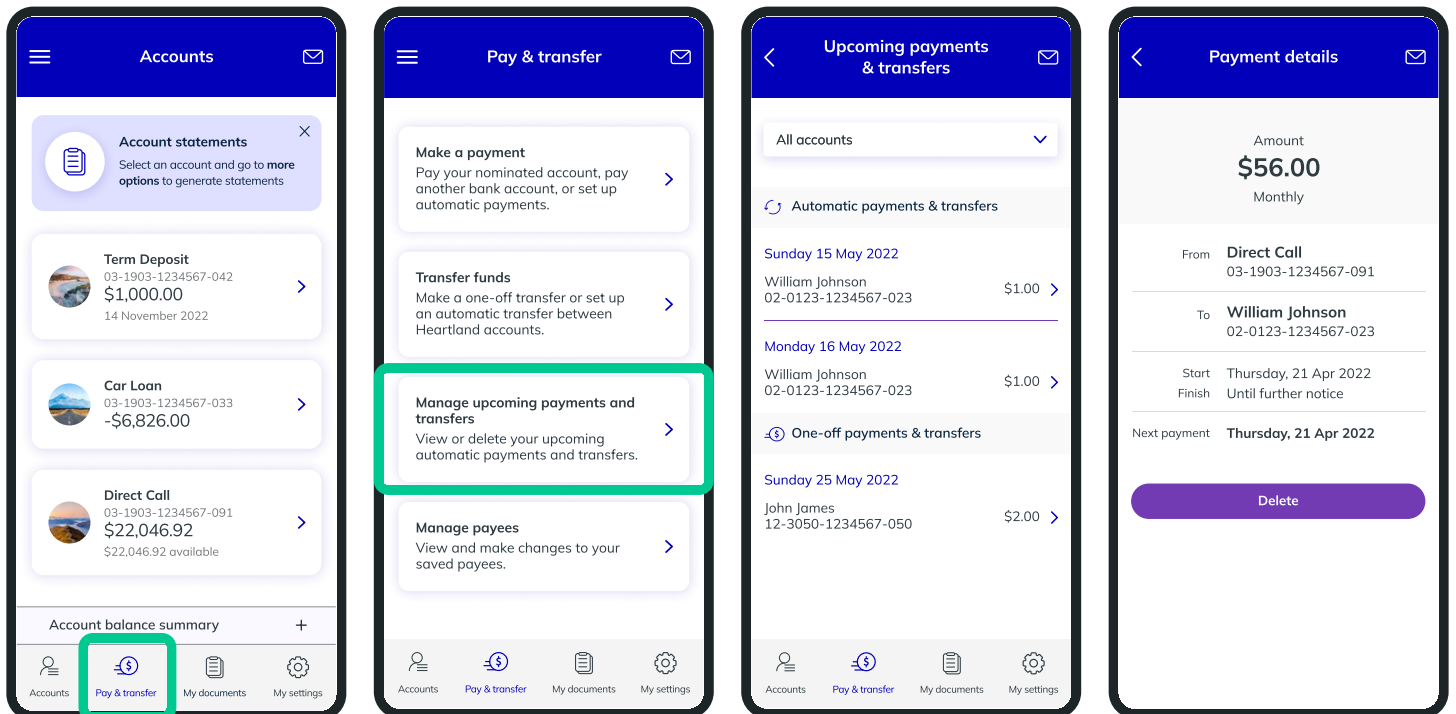 Accounts
Account statements
Select an account and go to more
options to generate statements
Term Deposit
03-1903-1234567-042
$1,000.00
14 November 2022
Car Loan
03-1903-1234567-033
-$6,826.00
Direct Call
03-1903-1234567-091
$22,046.92
$22,046.92 available
Account balance summary
Accounts
Pay & transfer
My documents
My settings
Pay & transfer
Make a payment
Pay your nominated account, pay
another bank account, or set up
automatic payments.
Transfer funds
Make a one-off transfer or set up
an automatic transfer between
Heartland accounts.
Manage upcoming payments and
transfers
View or delete your upcoming
automatic payments and transfers.
Manage payees
View and make changes to your
saved payees.
Accounts
Pay & transfer
My documents
My settings
Upcoming payments
& transfers
All accounts
Automatic payments & transfers
Sunday 15 May 2022
William Johnson
02-0123-1234567-023
$1.00
Monday 16 May 2022
William Johnson
02-0123-1234567-023
$1.00
One-off payments & transfers
Sunday 25 May 2022
John James
12-3050-1234567-050
$2.00
Accounts
Pay & transfer
My documents
My settings
Payment details
Amount
$56.00
Monthly
From Direct Call
03-1903-1234567-091
To William Johnson
02-0123-1234567-023
Start Thursday, 21 Apr 2022
Finish Until further notice
Next payment Thursday, 21 Apr 2022
Delete